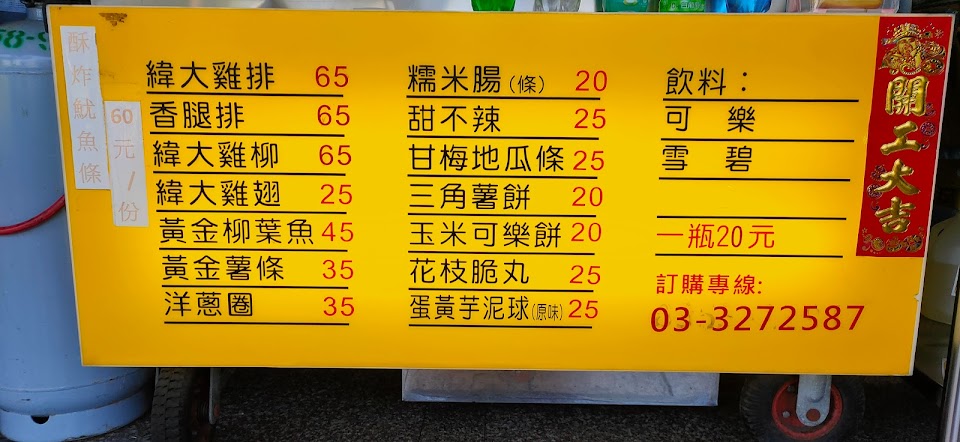 酥炸魷魚條
60元/份
緯大雞排 65
香腿排 65
緯大雞柳 65
緯大雞翅 25
黃金柳葉魚 45
黃金薯條 35
洋蔥圈 35
糯米腸(條) 20
甜不辣 25
甘梅地瓜條 25
三角薯餅 20
玉米可樂餅 20
花枝脆丸 25
蛋黃芋泥球(原味) 25
飲料：
可樂
雪碧
一瓶20元
訂購專線:
03-3272587
開工大吉